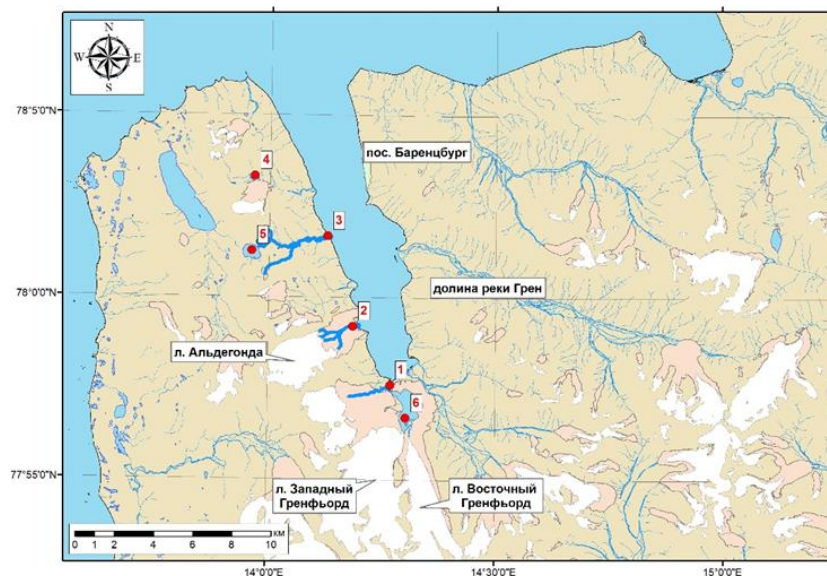 N
W
E
S
78°5'0"N
4
пос. Баренцбург
3
5
78°0'0"N
долина реки Грен
2
л. Альдегонда
1
6
77°55'0"N
л. Западный
Гренфьорд
л. Восточный
Гренфьорд
0 1 2 4 6 8 10 км
14°0'0"E
14°30'0"E
15°0'0"E